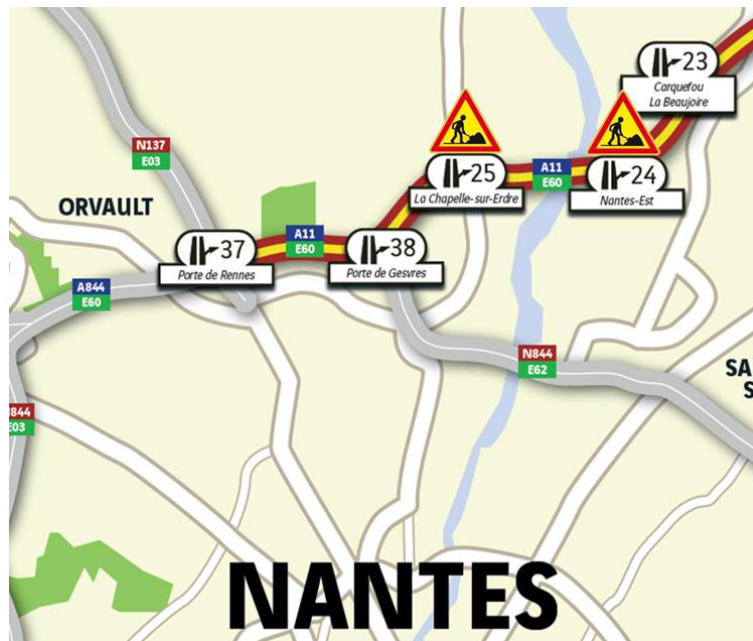 23
Carquefou
La Beaujoire
N137
E03
25
La Chapelle-sur-Erdre
A11
E60
24
Nantes-Est
ORVAULT
37
Porte de Rennes
A11
E60
38
Porte de Gesvres
A844
E60
N844
E62
SA
S
844
E03
NANTES